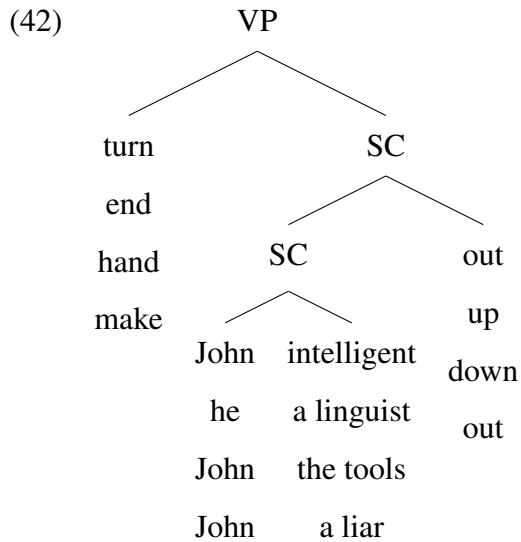 (42) VP
turn SC
end
hand SC out
make up
John intelligent down
he a linguist out
John the tools
John a liar